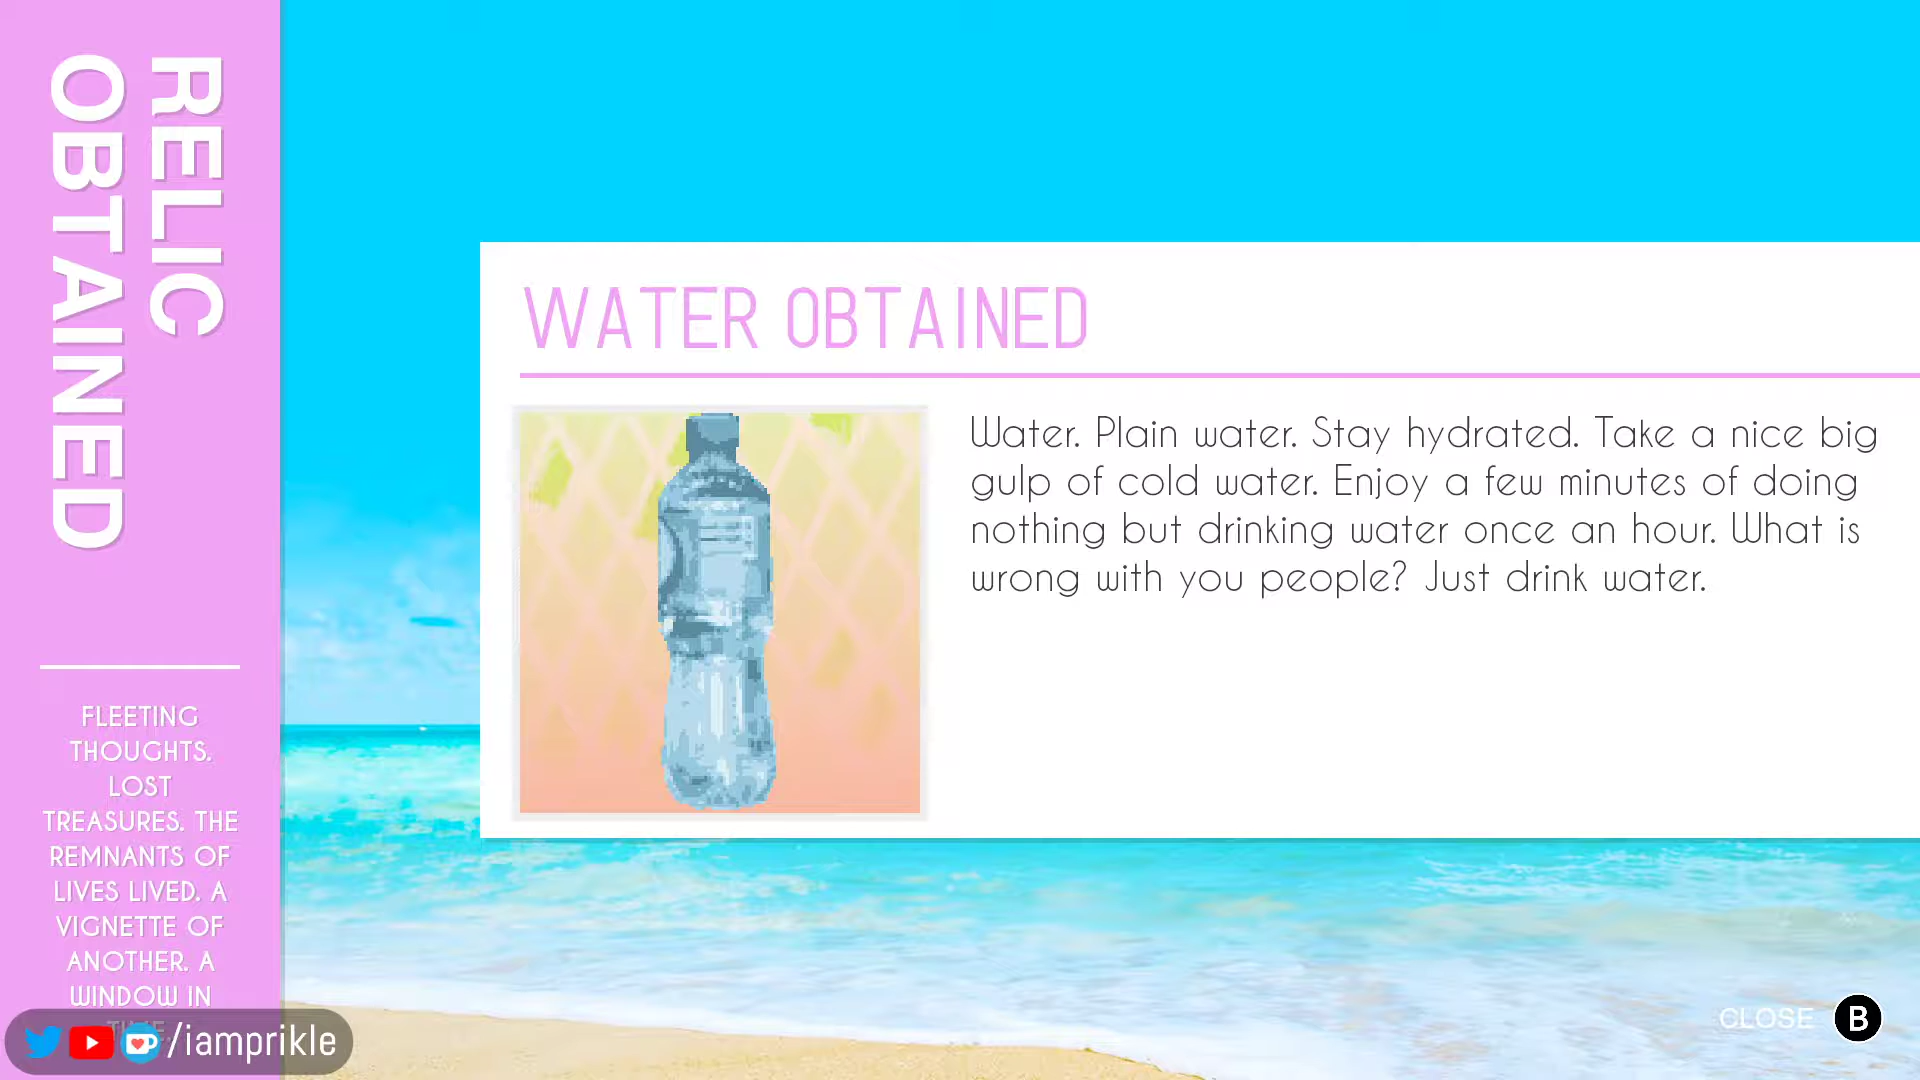 RELIC
OBTAINED
FLEETING
THOUGHTS.
LOST
TREASURES. THE
REMNANTS OF
LIVES LIVED. A
VIGNETTE OF
ANOTHER. A
WINDOW IN
TIME.
WATER OBTAINED
Water. Plain water. Stay hydrated. Take a nice big
gulp of cold water. Enjoy a few minutes of doing
nothing but drinking water once an hour. What is
wrong with you people? Just drink water.
CLOSE B
/iamprikle